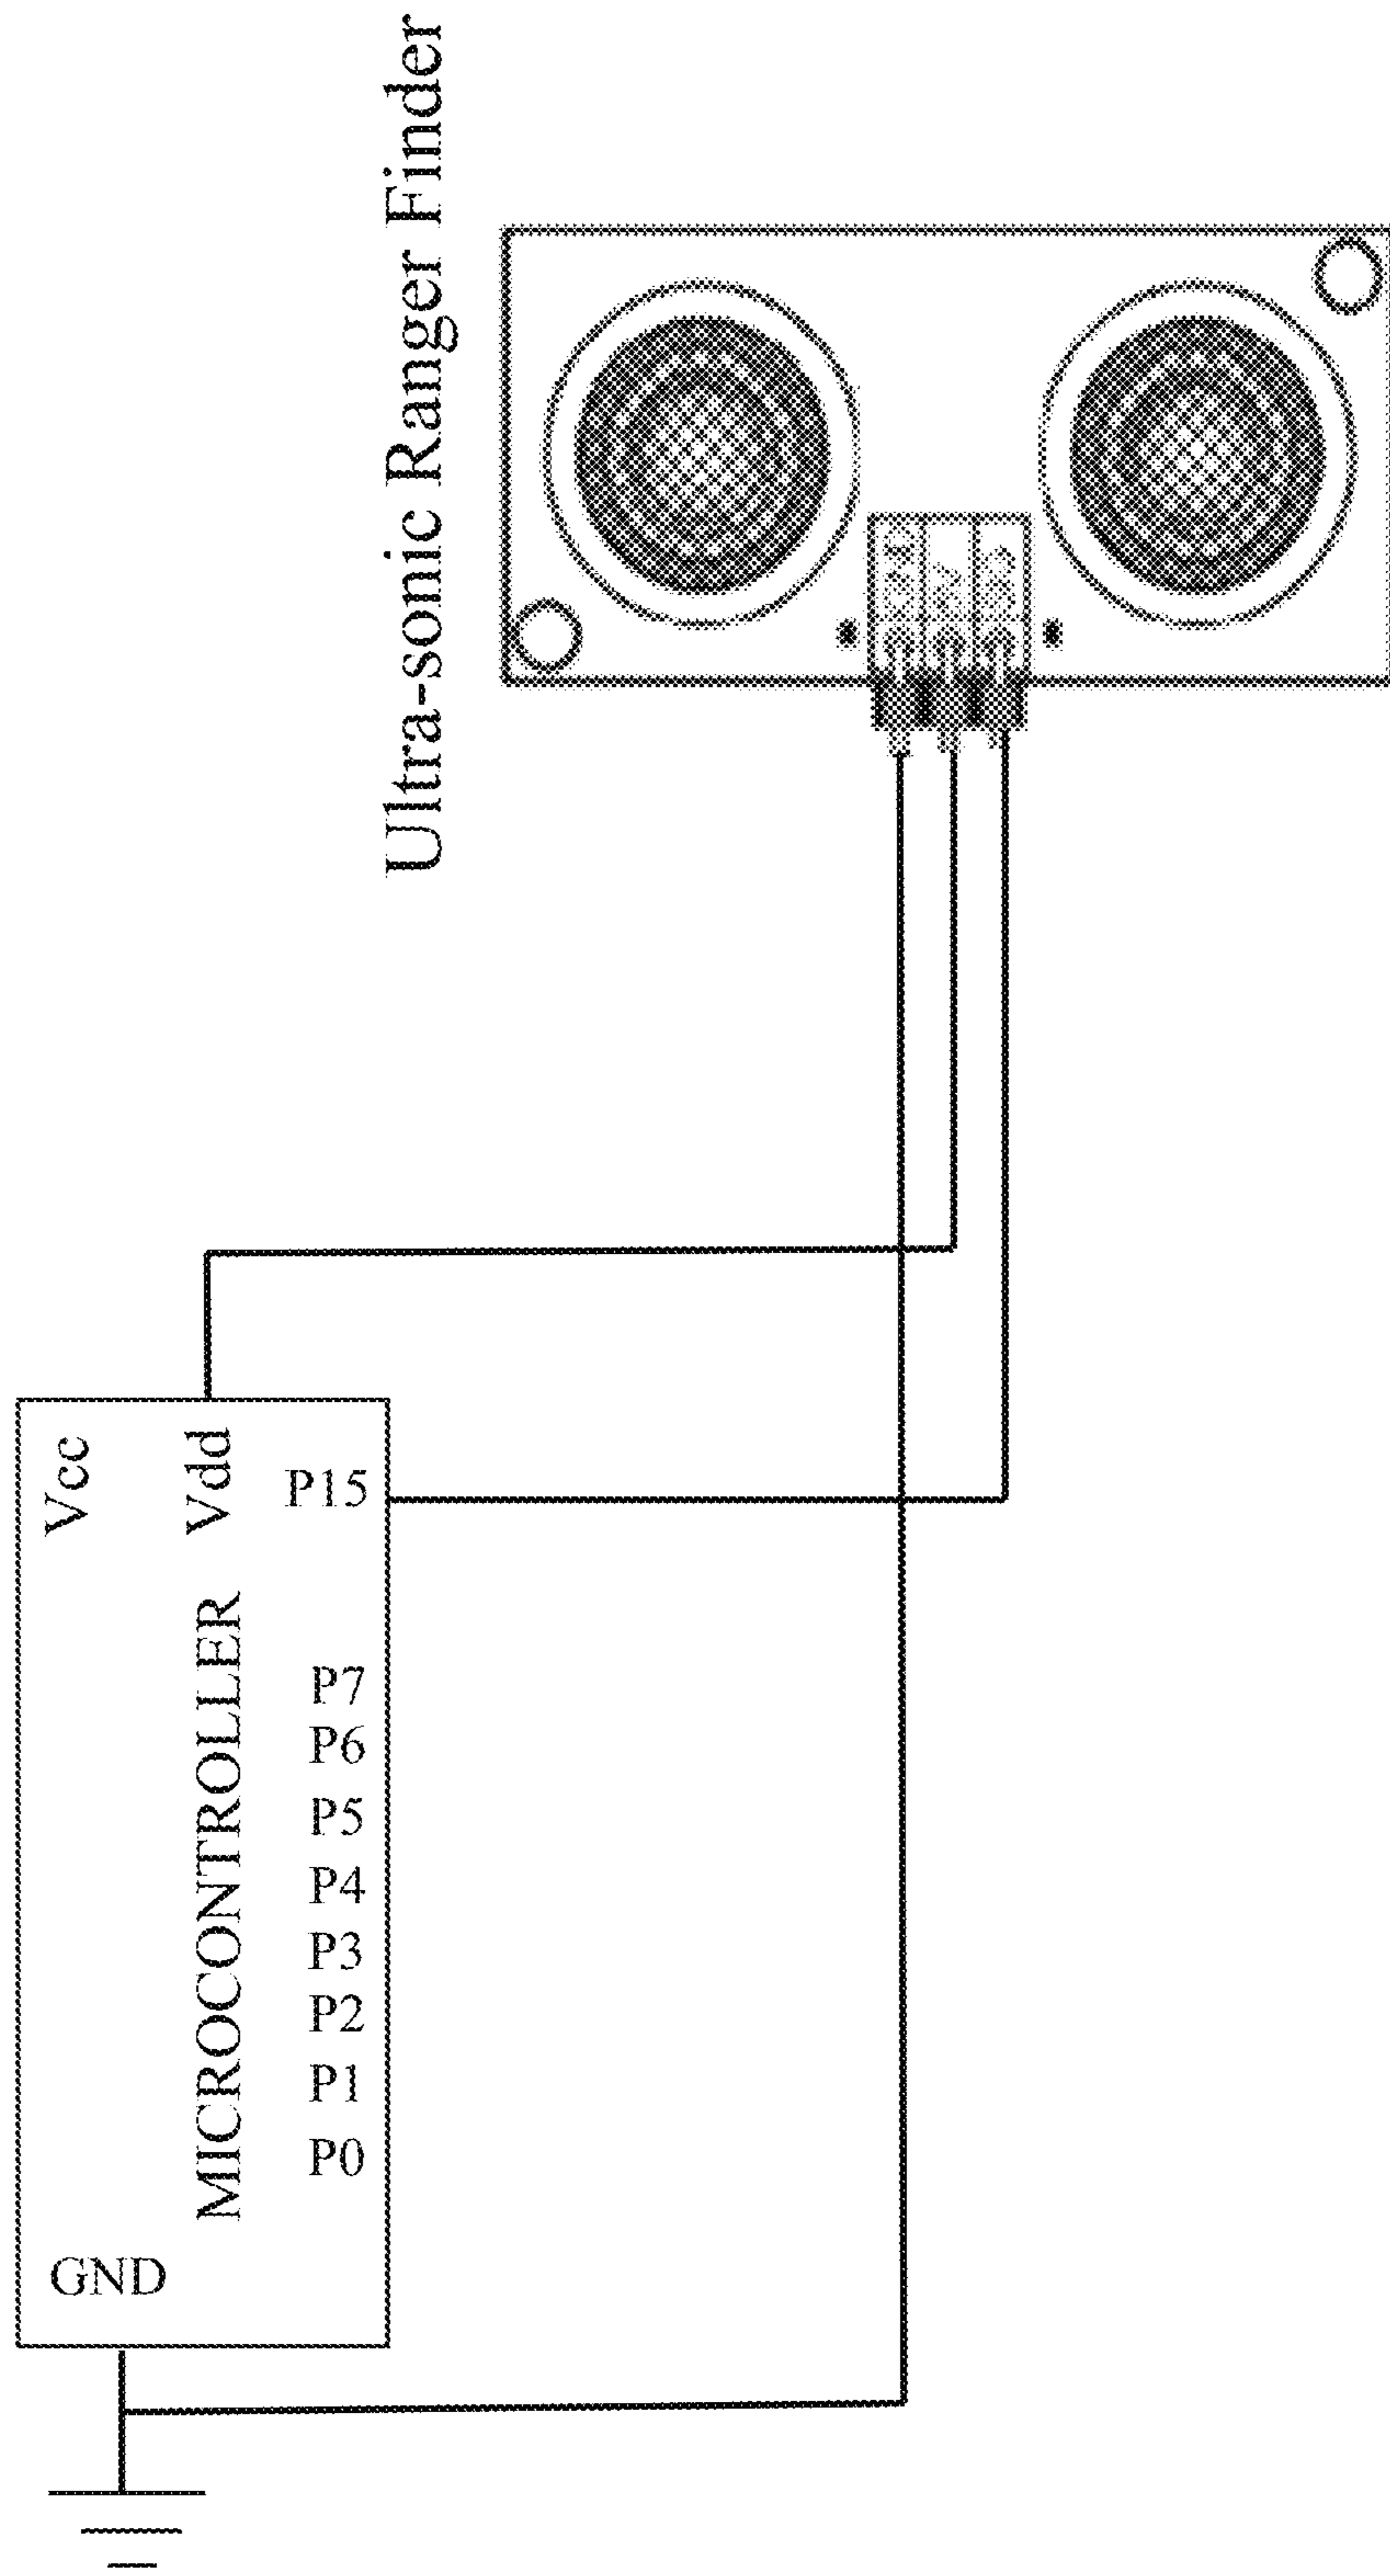 Ultra-sonic Ranger Finder
Vcc
Vdd
P15
MICROCONTROLLER
P7
P6
P5
P4
P3
P2
P1
P0
GND